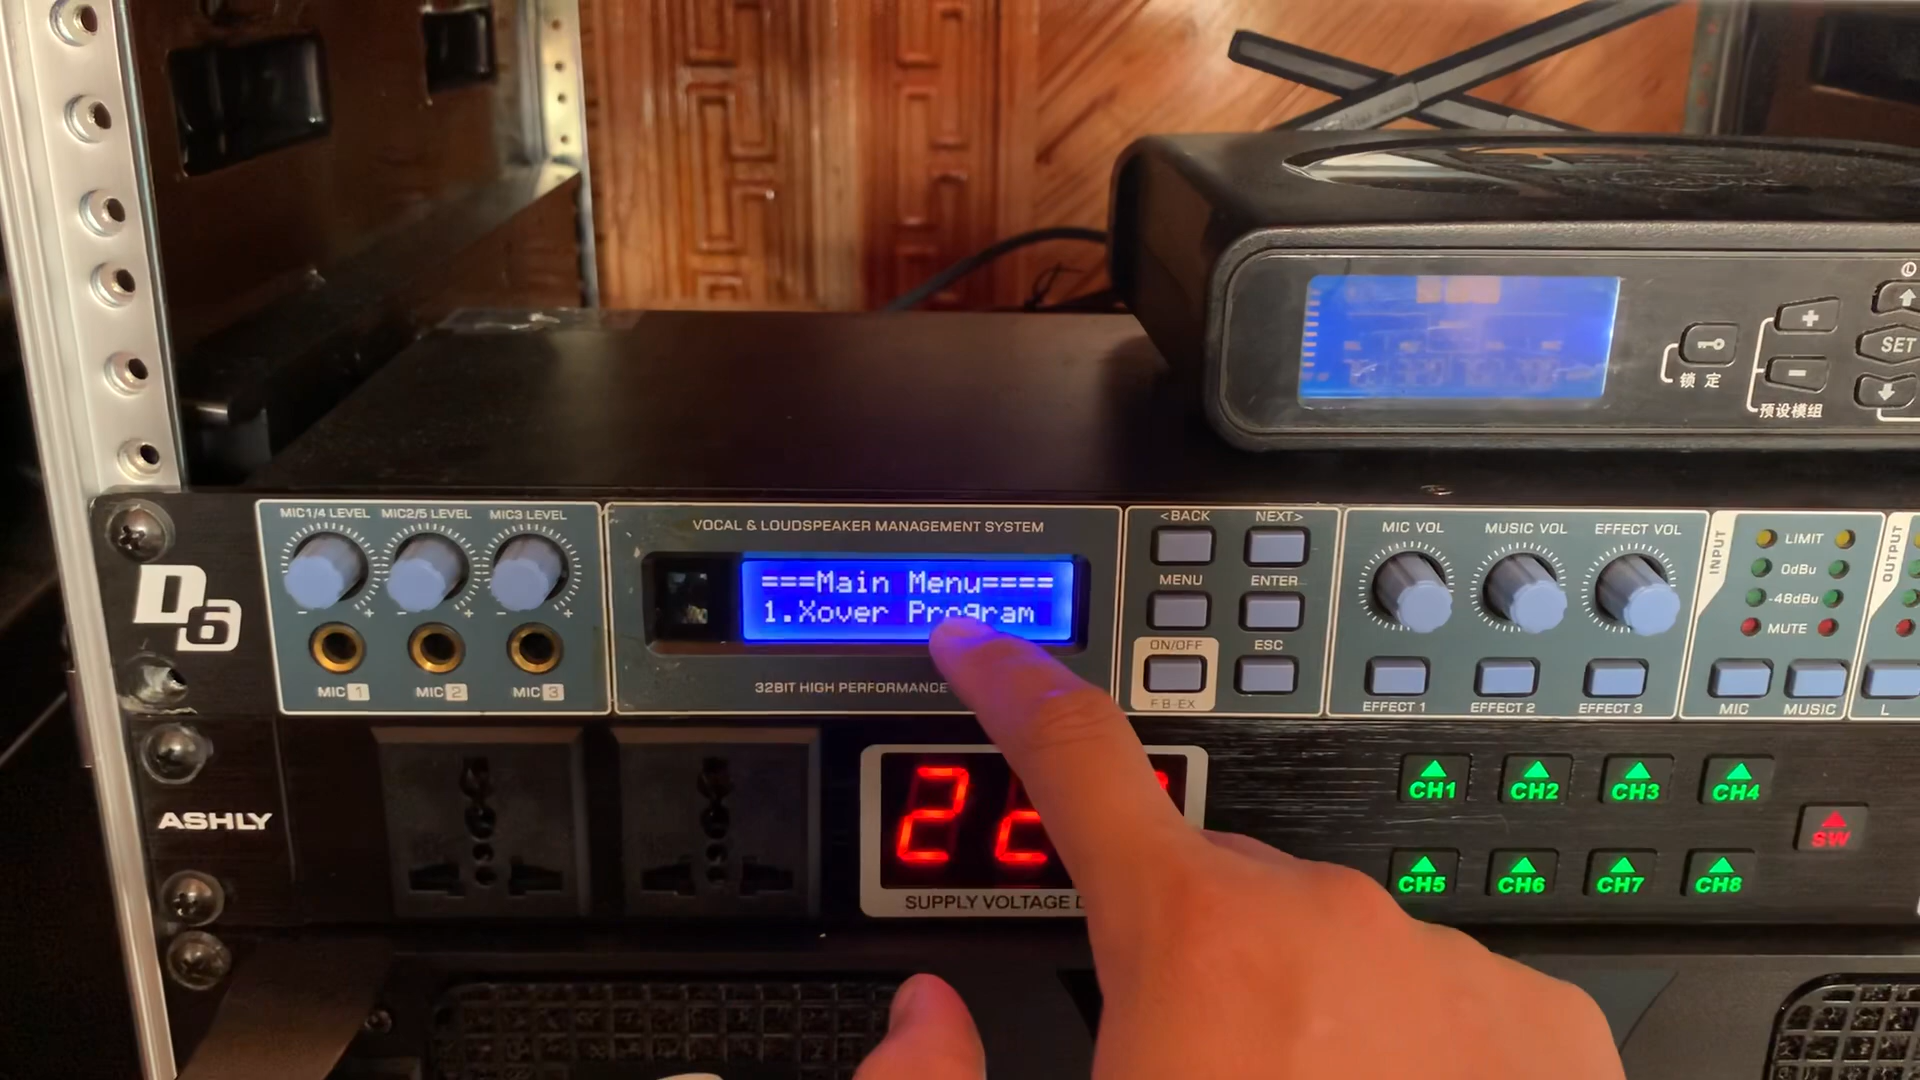 锁定
SET
预设模组
MIC1/4 LEVEL
MIC2/5 LEVEL
MIC3 LEVEL
D6
MIC 1
MIC 2
MIC 3
VOCAL & LOUDSPEAKER MANAGEMENT SYSTEM
===Main Menu====
1.Xover Program
32BIT HIGH PERFORMANCE
<BACK
NEXT>
MENU
ENTER
ON/OFF
ESC
F.B-EX
MIC VOL
MUSIC VOL
EFFECT VOL
EFFECT 1
EFFECT 2
EFFECT 3
INPUT
LIMIT
0dBu
-48dBu
MUTE
MIC
MUSIC
OUTPUT
L
ASHLY
SUPPLY VOLTAGE
CH1
CH2
CH3
CH4
SW
CH5
CH6
CH7
CH8